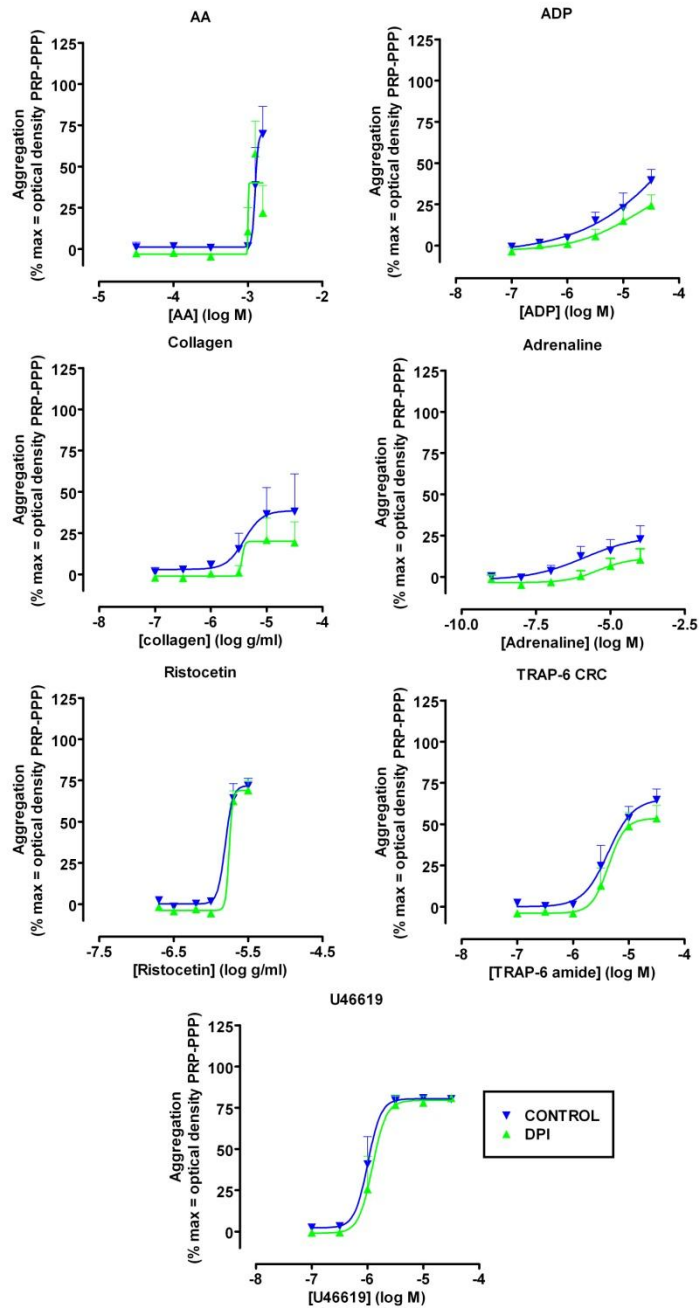 AA
Aggregation
(% max = optical density PRP-PPP)
125
100
75
50
25
0
-5
-4
-3
-2
[AA] (log M)
ADP
Aggregation
(% max = optical density PRP-PPP)
125
100
75
50
25
0
-8
-7
-6
-5
-4
[ADP] (log M)
Collagen
Aggregation
(% max = optical density PRP-PPP)
125
100
75
50
25
0
-8
-7
-6
-5
-4
[collagen] (log g/ml)
Adrenaline
Aggregation
(% max = optical density PRP-PPP)
125
100
75
50
25
0
-10.0
-7.5
-5.0
-2.5
[Adrenaline] (log M)
Ristocetin
Aggregation
(% max = optical density PRP-PPP)
125
100
75
50
25
0
-7.5
-6.5
-5.5
-4.5
[Ristocetin] (log g/ml)
TRAP-6 CRC
Aggregation
(% max = optical density PRP-PPP)
125
100
75
50
25
0
-8
-7
-6
-5
-4
[TRAP-6 amide] (log M)
U46619
Aggregation
(% max = optical density PRP-PPP)
125
100
75
50
25
0
-8
-7
-6
-5
-4
[U46619] (log M)
CONTROL
DPI